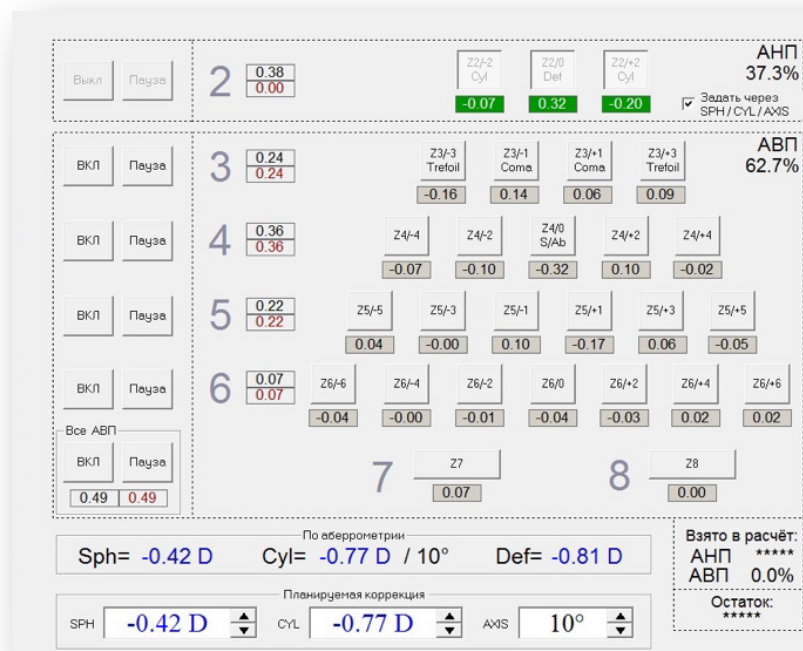 Выкл Пауза 2 0.38 0.00 Z2/-2 Cyl Z2/0 Def Z2/+2 Cyl АНП 37.3%
-0.07 0.32 -0.20 Задать через SPH / CYL / AXIS
ВКЛ Пауза 3 0.24 0.24 Z3/-3 Trefoil Z3/-1 Coma Z3/+1 Coma Z3/+3 Trefoil АВП 62.7%
-0.16 0.14 0.06 0.09
ВКЛ Пауза 4 0.36 0.36 Z4/-4 Z4/-2 Z4/0 S/Ab Z4/+2 Z4/+4
-0.07 -0.10 -0.32 0.10 -0.02
ВКЛ Пауза 5 0.22 0.22 Z5/-5 Z5/-3 Z5/-1 Z5/+1 Z5/+3 Z5/+5
0.04 -0.00 0.10 -0.17 0.06 -0.05
ВКЛ Пауза 6 0.07 0.07 Z6/-6 Z6/-4 Z6/-2 Z6/0 Z6/+2 Z6/+4 Z6/+6
-0.04 -0.00 -0.01 -0.04 -0.03 0.02 0.02
Все АВП
ВКЛ Пауза 7 Z7 8 Z8
0.49 0.49 0.07 0.00
По аберрометрии
Sph= -0.42 D Cyl= -0.77 D / 10° Def= -0.81 D
Взято в расчёт:
АНП *****
АВП 0.0%
Остаток:
*****
Планируемая коррекция
SPH -0.42 D CYL -0.77 D AXIS 10°